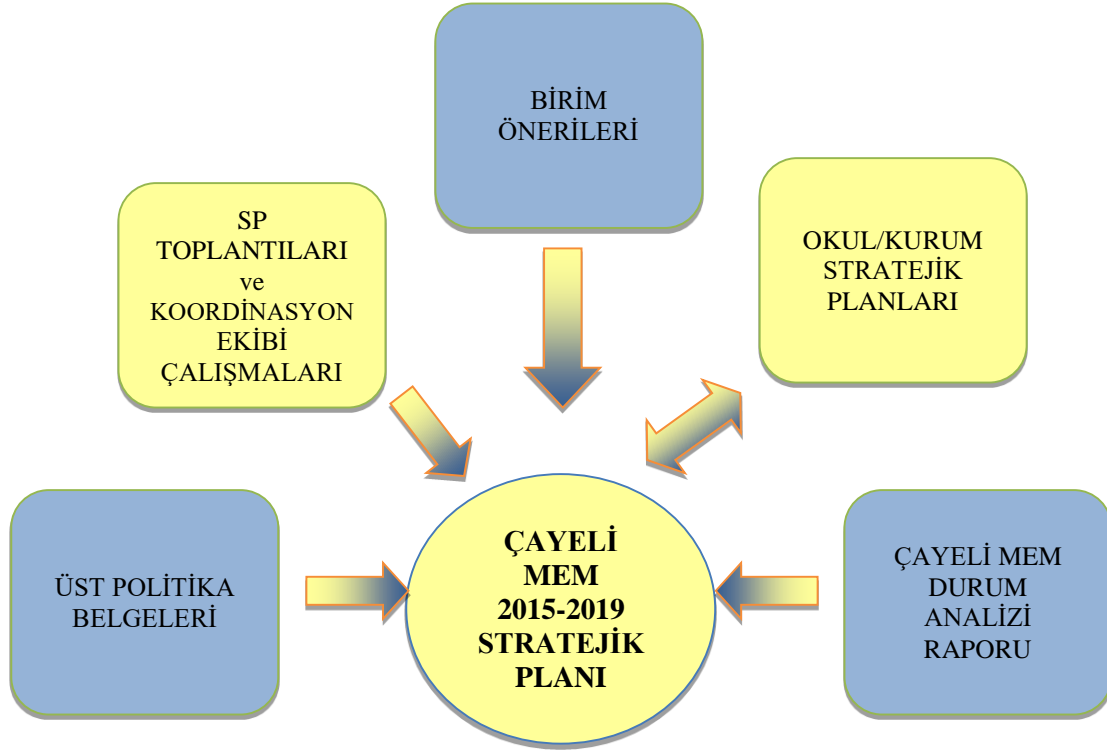 BİRİM
ÖNERİLERİ
SP
TOPLANTILARI
ve
KOORDİNASYON
EKİBİ
ÇALIŞMALARI
OKUL/KURUM
STRATEJİK
PLANLARI
ÜST POLİTİKA
BELGELERİ
ÇAYELİ
MEM
2015-2019
STRATEJİK
PLANI
ÇAYELİ MEM
DURUM
ANALİZİ
RAPORU